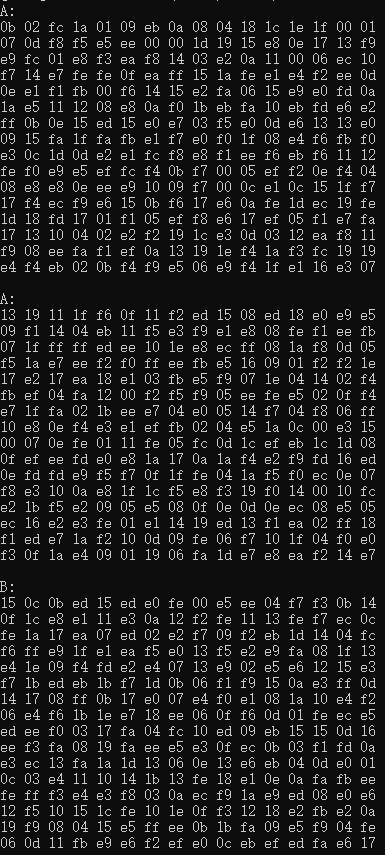 A:
0b 02 fc 1a 01 09 eb 0a 08 04 18 1c 1e 1f 00 01
07 0d f8 f5 e5 ee 00 00 1d 19 15 e8 0e 17 13 f9
e9 fc 01 e8 f3 ea f8 14 03 e2 0a 11 00 06 ec 10
f7 14 e7 fe fe 0f ea ff 15 1a fe e1 e4 f2 ee 0d
0e e1 f1 fb 00 f6 14 15 e2 fa 06 15 e9 e0 fd 0a
1a e5 11 12 08 e8 0a f0 1b eb fa 10 eb fd e6 e2
ff 0b 0e 15 ed 15 e0 e7 03 f5 e0 0d e6 13 13 e0
09 15 fa 1f fa fb e1 f7 e0 f0 1f 08 e4 f6 fb f0
e3 0c 1d 0d e2 e1 fc f8 e8 f1 ee f6 eb f6 11 12
fe f0 e9 e5 ef fc f4 0b f7 00 05 ef f2 0e f4 04
08 e8 e8 0e ee e9 10 09 f7 00 0c e1 0c 15 1f f7
17 f4 ec f9 e6 15 0b f6 17 e6 0a fe 1d ec 19 fe
1d 18 fd 17 01 f1 05 ef f8 e6 17 ef 05 f1 e7 fa
17 13 10 04 02 e2 f2 19 1c e3 0d 03 12 ea f8 11
f9 08 ee fa f1 ef 0a 13 19 1e f4 1a f3 fc 19 19
e4 f4 eb 02 0b f4 f9 e5 06 e9 f4 1f e1 16 e3 07
A:
13 19 11 1f f6 0f 11 f2 ed 15 08 ed 18 e0 e9 e5
09 f1 14 04 eb 11 f5 e3 f9 e1 e8 08 fe f1 ee fb
07 1f ff ff ed ee 10 1e e8 ec ff 08 1a f8 0d 05
f5 1a e7 ee f2 f0 ff ee fb e5 16 09 01 f2 f2 1e
17 e2 17 ea 18 e1 03 fb e5 f9 07 1e 04 14 02 f4
fb ef 04 fa 12 00 f2 f5 f9 05 ee fe e5 02 0f f4
e7 1f fa 02 1b ee e7 04 e0 05 14 f7 04 f8 06 ff
10 e8 0e f4 e3 e1 ef fb 02 04 e5 1a 0c 00 e3 15
00 07 0e fe 01 11 fe 05 fc 0d 1c ef eb 1c 1d 08
0f ef ee fd e0 e8 1a 17 0a 1a f4 e2 f9 fd 16 ed
0e fd fd e9 f5 f7 0f 1f fe 04 1a f5 f0 ec 0e 07
f8 e3 10 0a e8 1f 1c f5 e8 f3 19 f0 14 00 10 fc
e2 1b f5 e2 09 05 e5 08 0f 0e 0d 0e ec 08 e5 05
ec 16 e2 e3 fe 01 e1 14 19 ed 13 f1 ea 02 ff 18
f1 ed e7 1a f2 10 0d 09 fe 06 f7 10 1f 04 f0 e0
f3 0f 1a e4 09 01 19 06 fa 1d e7 e8 ea f2 14 e7
B:
15 0c 0b ed 15 ed e0 fe 00 e5 ee 04 f7 f3 0b 14
0f 1c e8 e1 11 e3 0a 12 f2 fe 11 13 fe f7 ec 0c
fe 1a 17 ea 07 ed 02 e2 f7 09 f2 eb 1d 14 04 fc
f6 ff e9 1f e1 ea f5 e0 13 f5 e2 e9 fa 08 1f 13
e4 1e 09 f4 fd e2 e4 07 13 e9 02 e5 e6 12 15 e3
f7 1b ed eb 1b f7 1d 0b 06 f1 f9 15 0a e3 ff 0d
14 17 08 ff 0b 17 e0 07 e4 f0 e1 08 1a 10 e4 f2
06 e4 f6 1b 1e e7 18 ee 06 0f f6 0d 01 fe ec e5
ed ee f0 03 17 fa 04 fc 10 ed 09 eb 15 15 0d 16
ee f3 fa 08 19 fa ee e5 e3 0f ec 0b 03 f1 fd 0a
e3 ec 13 fa 1a 1d 13 06 0e 13 e6 eb 04 0d e0 01
0c 03 e4 11 10 14 1b 13 fe 18 e1 0e 0a fa fb ee
fe ff f3 e4 e3 f8 03 0a ec f9 1a e9 ed 08 e0 e6
12 f5 10 15 1c fe 10 1e 0f f3 12 18 e2 fb e2 0a
19 f9 08 04 15 e5 ff ee 0b 1b fa 09 e5 f9 04 fe
06 0d 11 fb e9 e6 f2 ef e0 0c eb ef ed fa e6 17